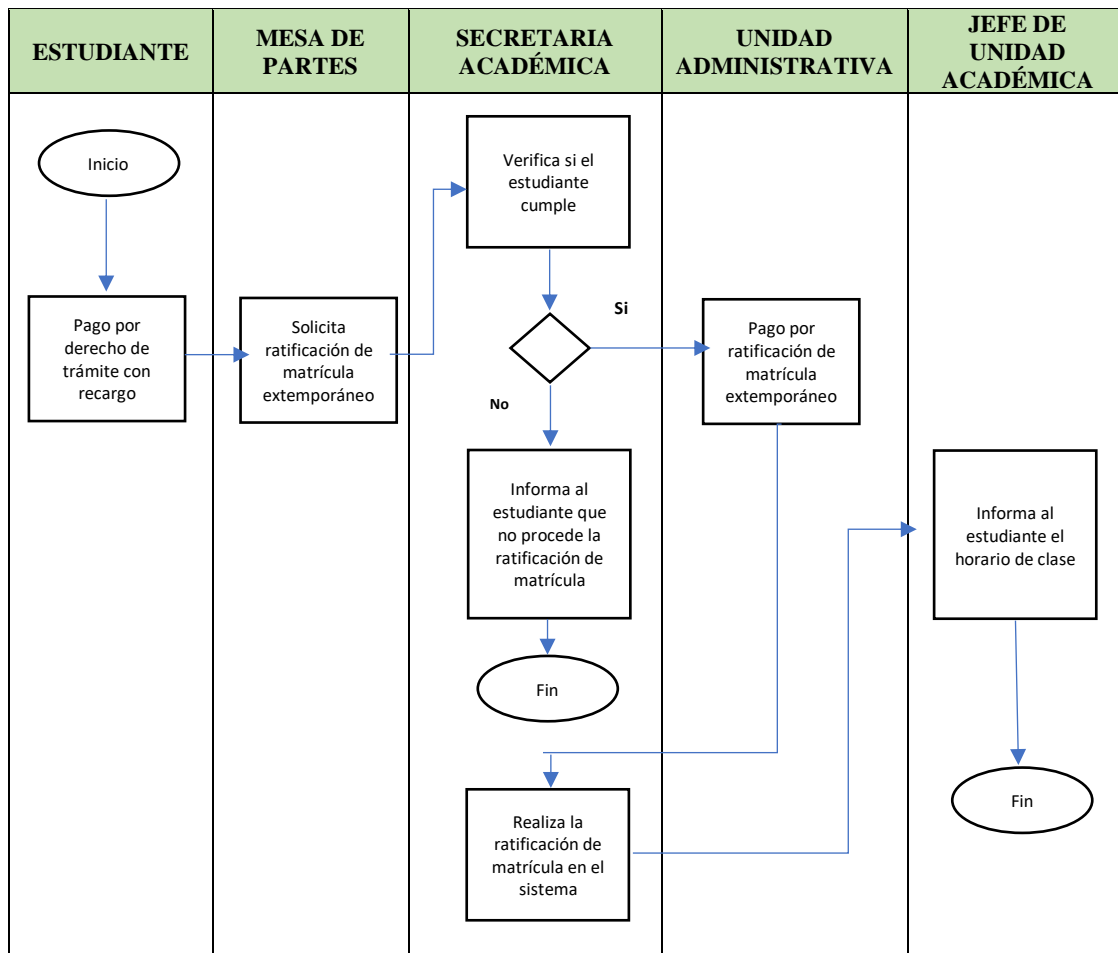 ESTUDIANTE
MESA DE
PARTES
SECRETARIA
ACADÉMICA
UNIDAD
ADMINISTRATIVA
JEFE DE
UNIDAD
ACADÉMICA
Inicio
Pago por
derecho de
trámite con
recargo
Solicita
ratificación de
matrícula
extemporáneo
Verifica si el
estudiante
cumple
Si
No
Pago por
ratificación de
matrícula
extemporáneo
Informa al
estudiante que
no procede la
ratificación de
matrícula
Fin
Realiza la
ratificación de
matrícula en el
sistema
Informa al
estudiante el
horario de clase
Fin